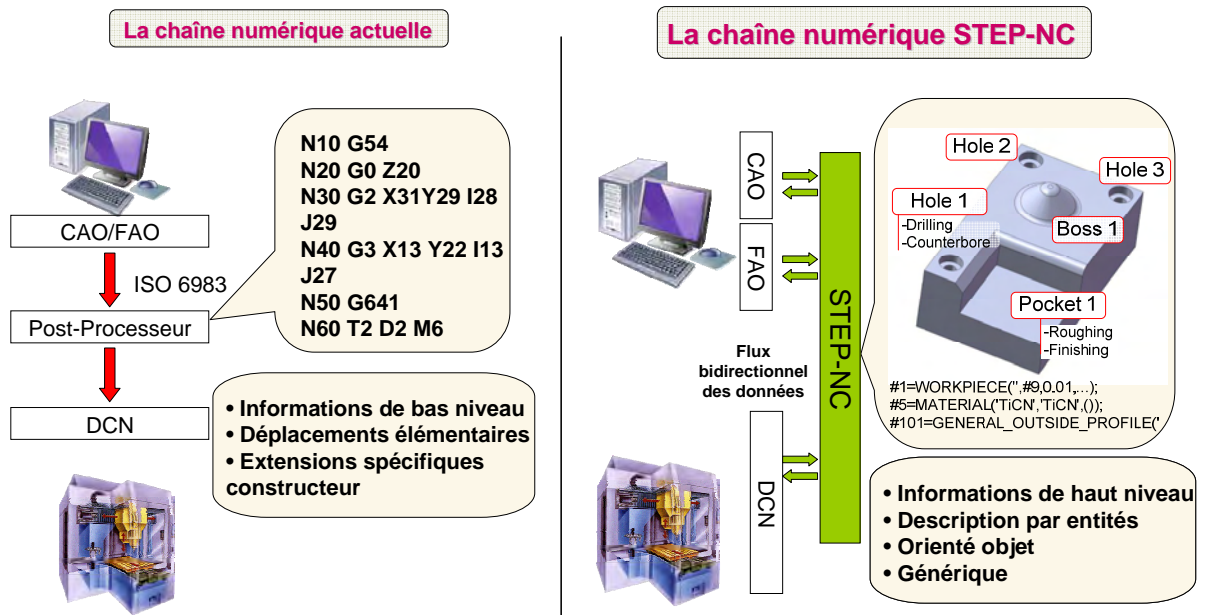 La chaîne numérique actuelle
CAO/FAO
ISO 6983
Post-Processeur
DCN
N10 G54
N20 G0 Z20
N30 G2 X31Y29 I28
J29
N40 G3 X13 Y22 I13
J27
N50 G641
N60 T2 D2 M6
• Informations de bas niveau
• Déplacements élémentaires
• Extensions spécifiques
constructeur
La chaîne numérique STEP-NC
CAO
FAO
Flux
bidirectionnel
des données
DCN
STEP-NC
Hole 2
Hole 3
Hole 1
-Drilling
-Counterbore
Boss 1
Pocket 1
-Roughing
-Finishing
#1=WORKPIECE('',#9,0.01,...);
#5=MATERIAL('TiCN','TiCN',());
#101=GENERAL_OUTSIDE_PROFILE('
• Informations de haut niveau
• Description par entités
• Orienté objet
• Générique